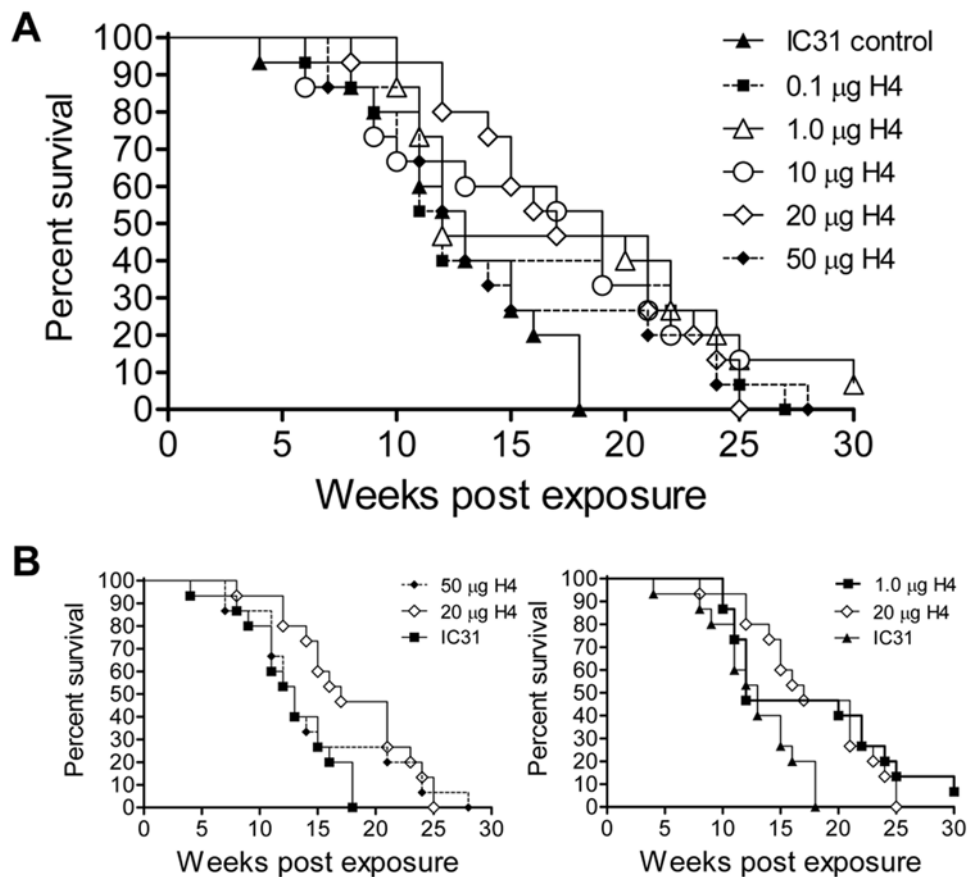 A
100
90
80
70
60
50
40
30
20
10
0
Percent survival
0 5 10 15 20 25 30
Weeks post exposure
IC31 control
0.1 μg H4
1.0 μg H4
10 μg H4
20 μg H4
50 μg H4
B
100
90
80
70
60
50
40
30
20
10
0
Percent survival
0 5 10 15 20 25 30
Weeks post exposure
50 μg H4
20 μg H4
IC31
100
90
80
70
60
50
40
30
20
10
0
Percent survival
0 5 10 15 20 25 30
Weeks post exposure
1.0 μg H4
20 μg H4
IC31